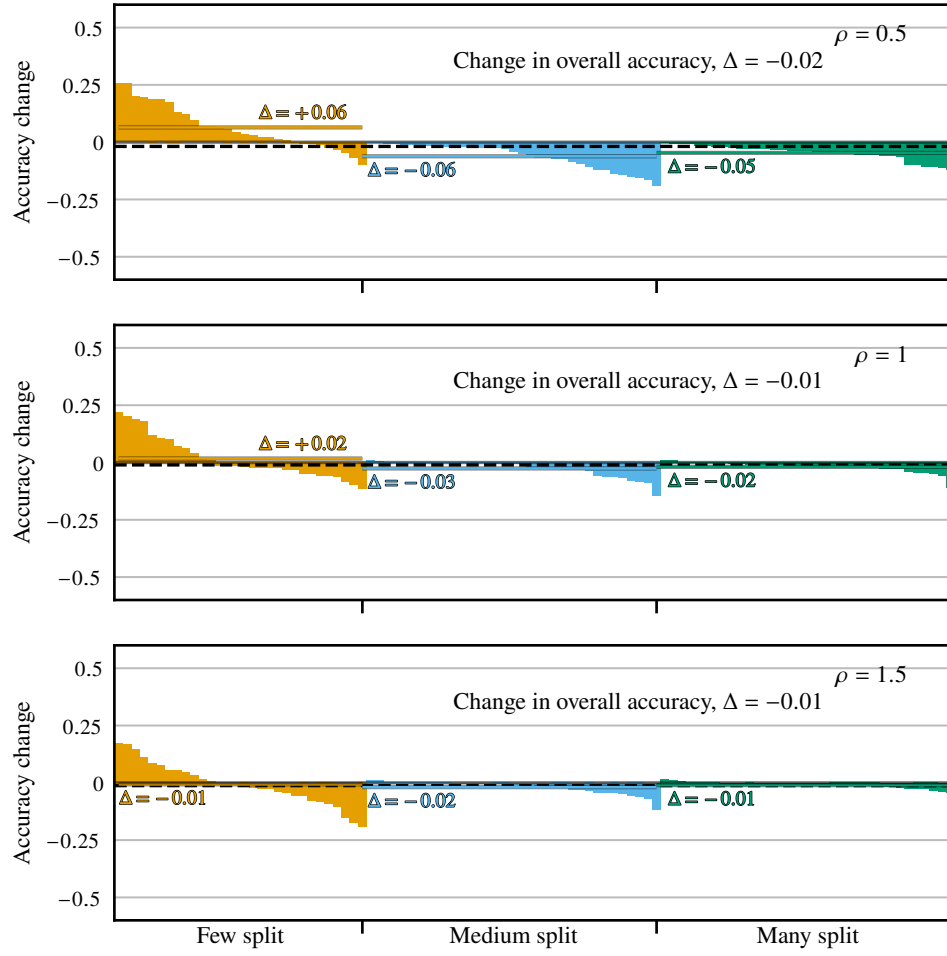 0.5
ρ = 0.5
Change in overall accuracy, Δ = −0.02
0.25
Δ = +0.06
0
Δ = −0.06
Δ = −0.05
−0.25
−0.5
Accuracy change
0.5
ρ = 1
Change in overall accuracy, Δ = −0.01
0.25
Δ = +0.02
0
Δ = −0.03
Δ = −0.02
−0.25
−0.5
Accuracy change
0.5
ρ = 1.5
Change in overall accuracy, Δ = −0.01
0.25
0
Δ = −0.01
Δ = −0.02
Δ = −0.01
−0.25
−0.5
Accuracy change
Few split
Medium split
Many split